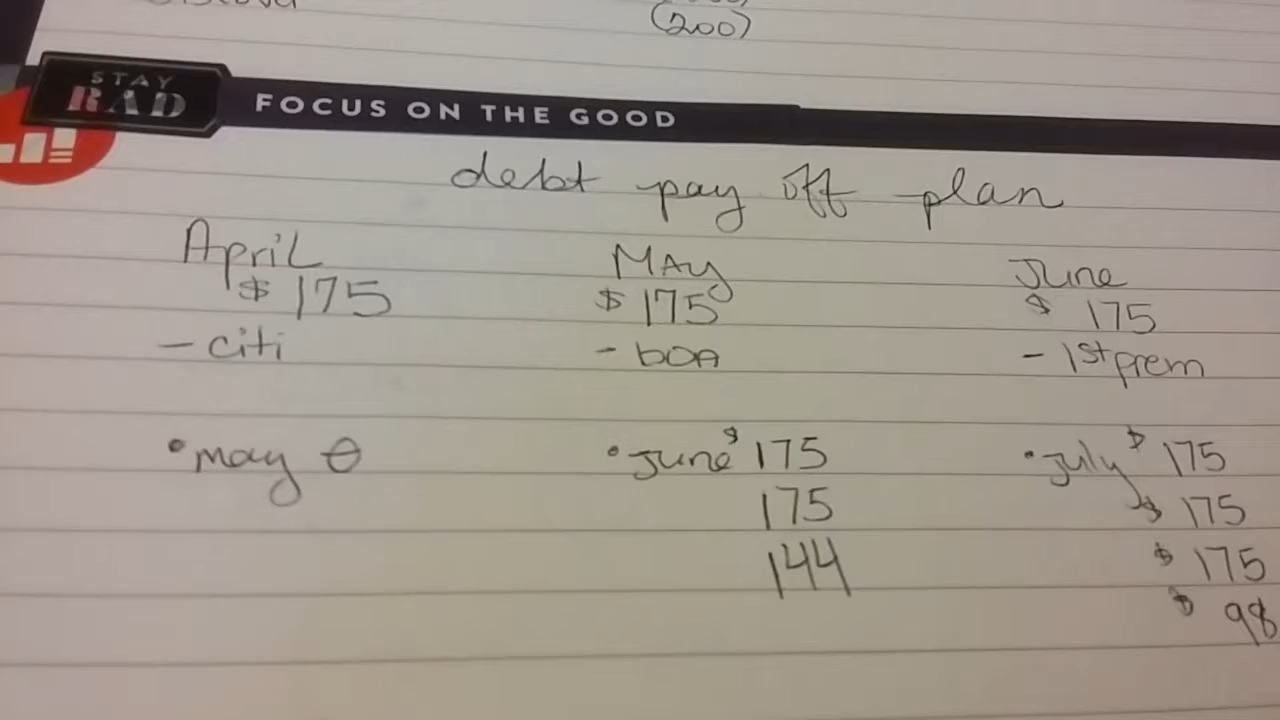 (200)
STAY
RAD
FOCUS ON THE GOOD
debt pay off plan
April
$ 175
- citi
• may θ
MAY
$ 175
- bOA
• June $ 175
175
144
June
$ 175
- 1st prem
• July $ 175
$ 175
$ 175
$ 98